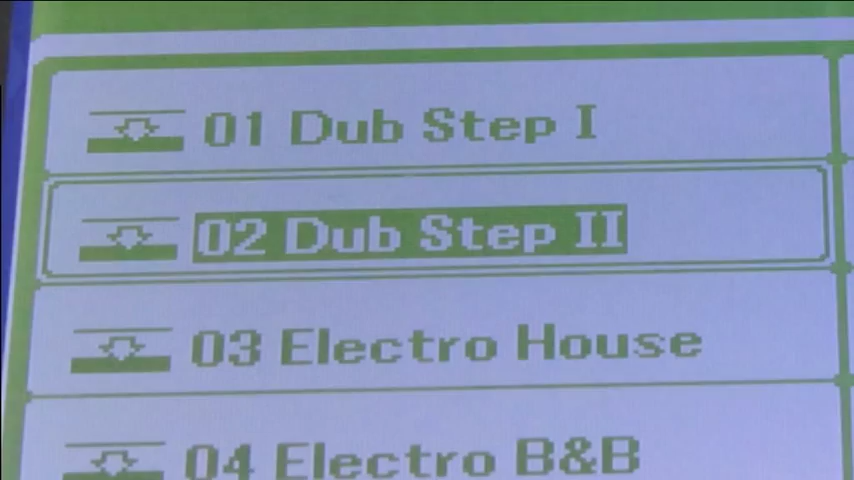 01 Dub Step I
02 Dub Step II
03 Electro House
04 Electro B&B